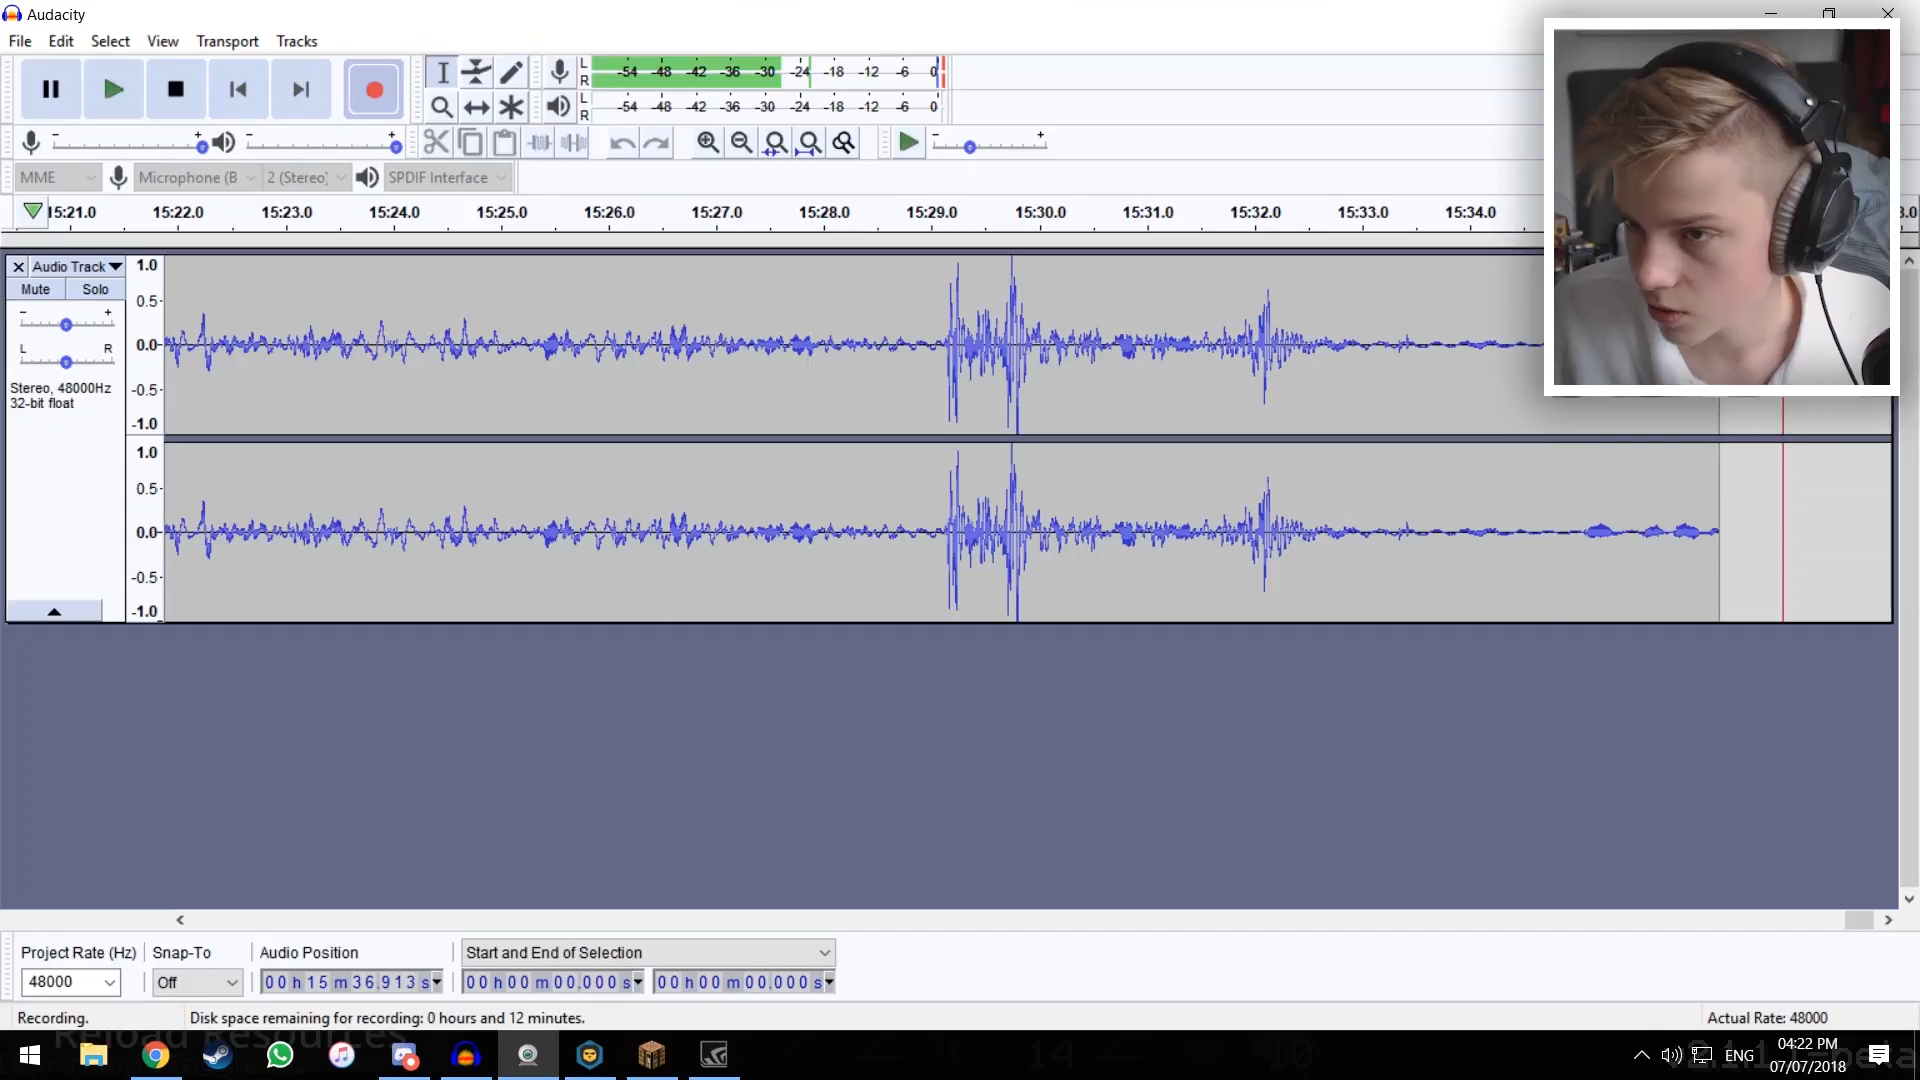 Audacity
File Edit Select View Transport Tracks
L R -54 -48 -42 -36 -30 -24 -18 -12 -6 0
L R -54 -48 -42 -36 -30 -24 -18 -12 -6 0
- + - + - +
MME Microphone (B 2 (Stereo) SPDIF Interface
15:21.0 15:22.0 15:23.0 15:24.0 15:25.0 15:26.0 15:27.0 15:28.0 15:29.0 15:30.0 15:31.0 15:32.0 15:33.0 15:34.0
Audio Track 1.0
Mute Solo
0.5
- +
L R 0.0
Stereo, 48000Hz -0.5
32-bit float
-1.0
1.0
0.5
0.0
-0.5
-1.0
Project Rate (Hz) Snap-To Audio Position Start and End of Selection
48000 Off 00 h 15 m 36.913 s 00 h 00 m 00.000 s 00 h 00 m 00.000 s
Recording. Disk space remaining for recording: 0 hours and 12 minutes. Actual Rate: 48000
Reload Resources
ENG 04:22 PM
07/07/2018